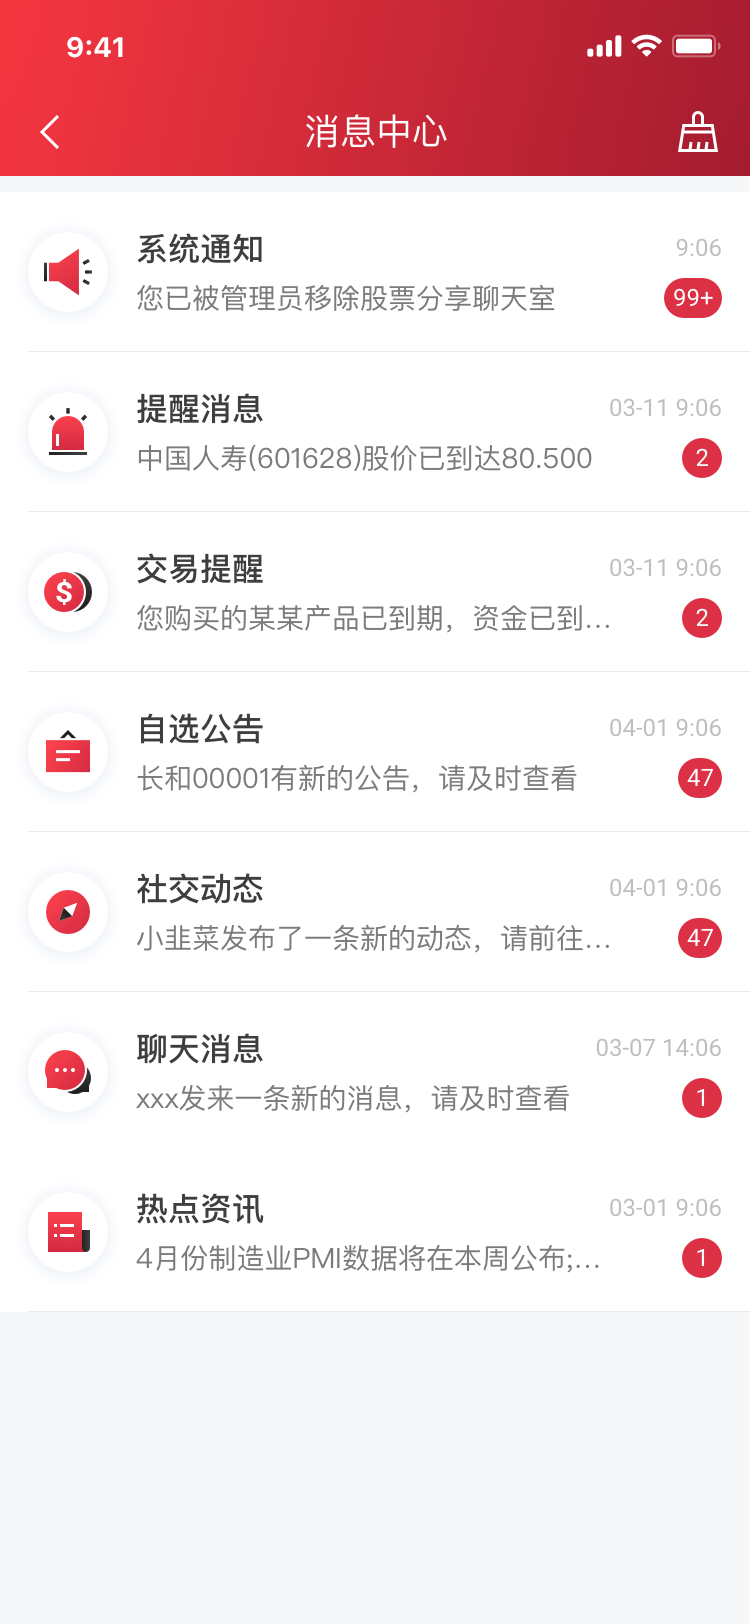 9:41
消息中心
系统通知 9:06
您已被管理员移除股票分享聊天室 99+
提醒消息 03-11 9:06
中国人寿(601628)股价已到达80.500 2
$
交易提醒 03-11 9:06
您购买的某某产品已到期，资金已到... 2
自选公告 04-01 9:06
长和00001有新的公告，请及时查看 47
社交动态 04-01 9:06
小韭菜发布了一条新的动态，请前往... 47
聊天消息 03-07 14:06
xxx发来一条新的消息，请及时查看 1
热点资讯 03-01 9:06
4月份制造业PMI数据将在本周公布;... 1